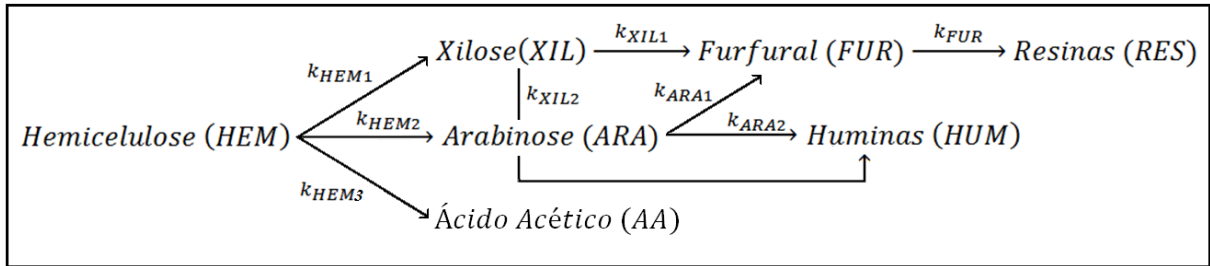 Xilose(XIL) k_XIL1 Furfural (FUR) k_FUR Resinas (RES)
k_HEM1
k_XIL2 k_ARA1
Hemicelulose (HEM) k_HEM2 Arabinose (ARA) k_ARA2 Huminas (HUM)
k_HEM3
Ácido Acético (AA)